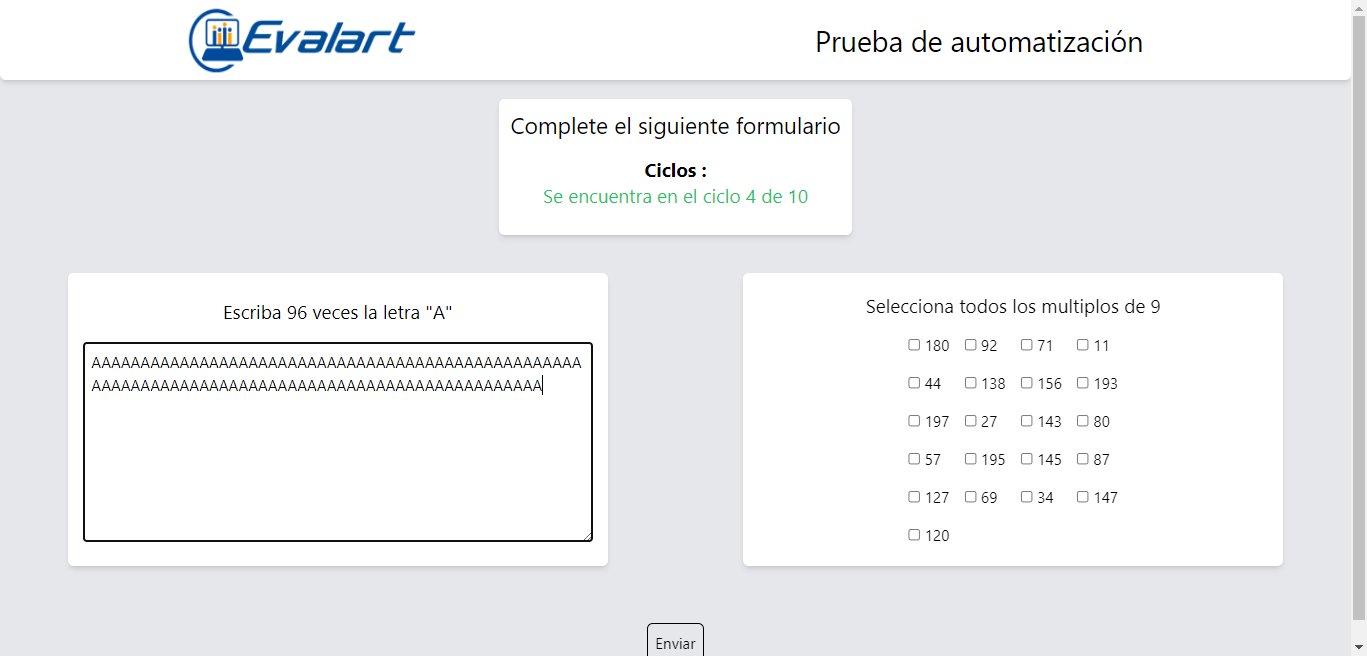 Evalart
Prueba de automatización
Complete el siguiente formulario
Ciclos :
Se encuentra en el ciclo 4 de 10
Escriba 96 veces la letra "A"
AAAAAAAAAAAAAAAAAAAAAAAAAAAAAAAAAAAAAAAAAAAAAAAAAA
AAAAAAAAAAAAAAAAAAAAAAAAAAAAAAAAAAAAAAAAAAAAAA
Selecciona todos los multiplos de 9
180 92 71 11
44 138 156 193
197 27 143 80
57 195 145 87
127 69 34 147
120
Enviar